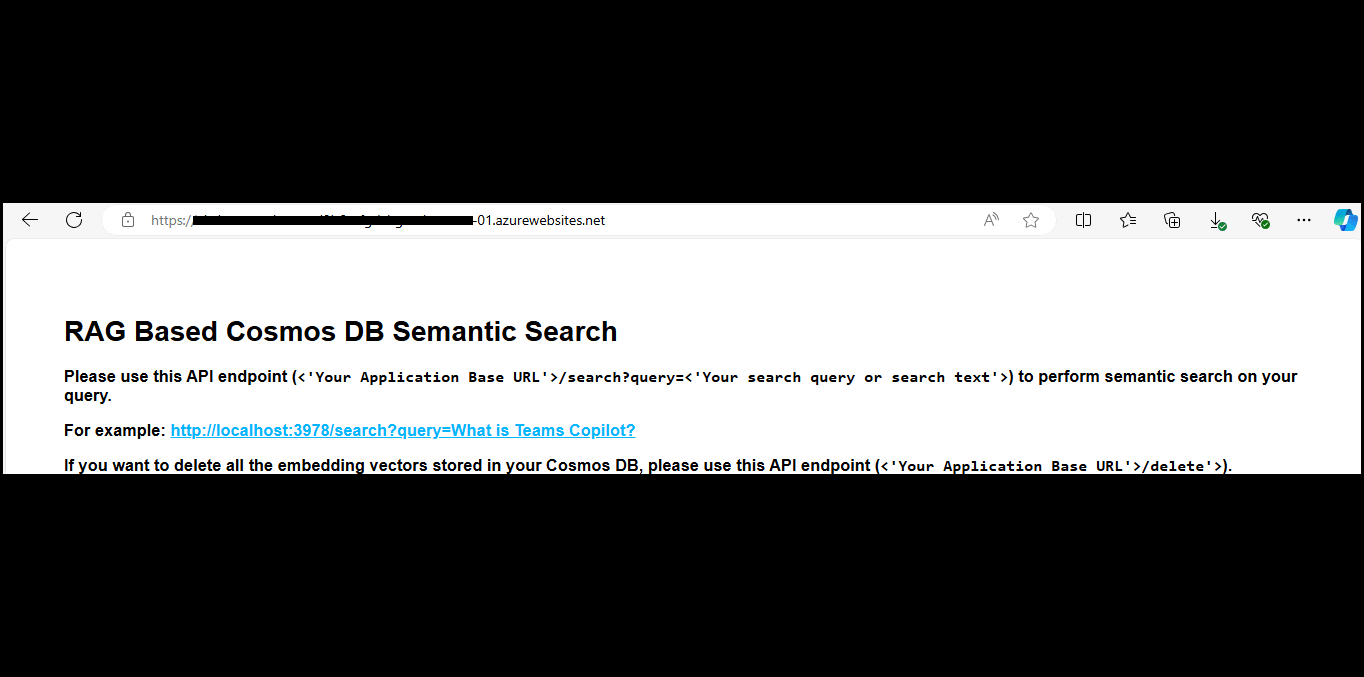 https:/ -01.azurewebsites.net
RAG Based Cosmos DB Semantic Search
Please use this API endpoint (<'Your Application Base URL'>/search?query=<'Your search query or search text'>) to perform semantic search on your
query.
For example: http://localhost:3978/search?query=What is Teams Copilot?
If you want to delete all the embedding vectors stored in your Cosmos DB, please use this API endpoint (<'Your Application Base URL'>/delete'>).